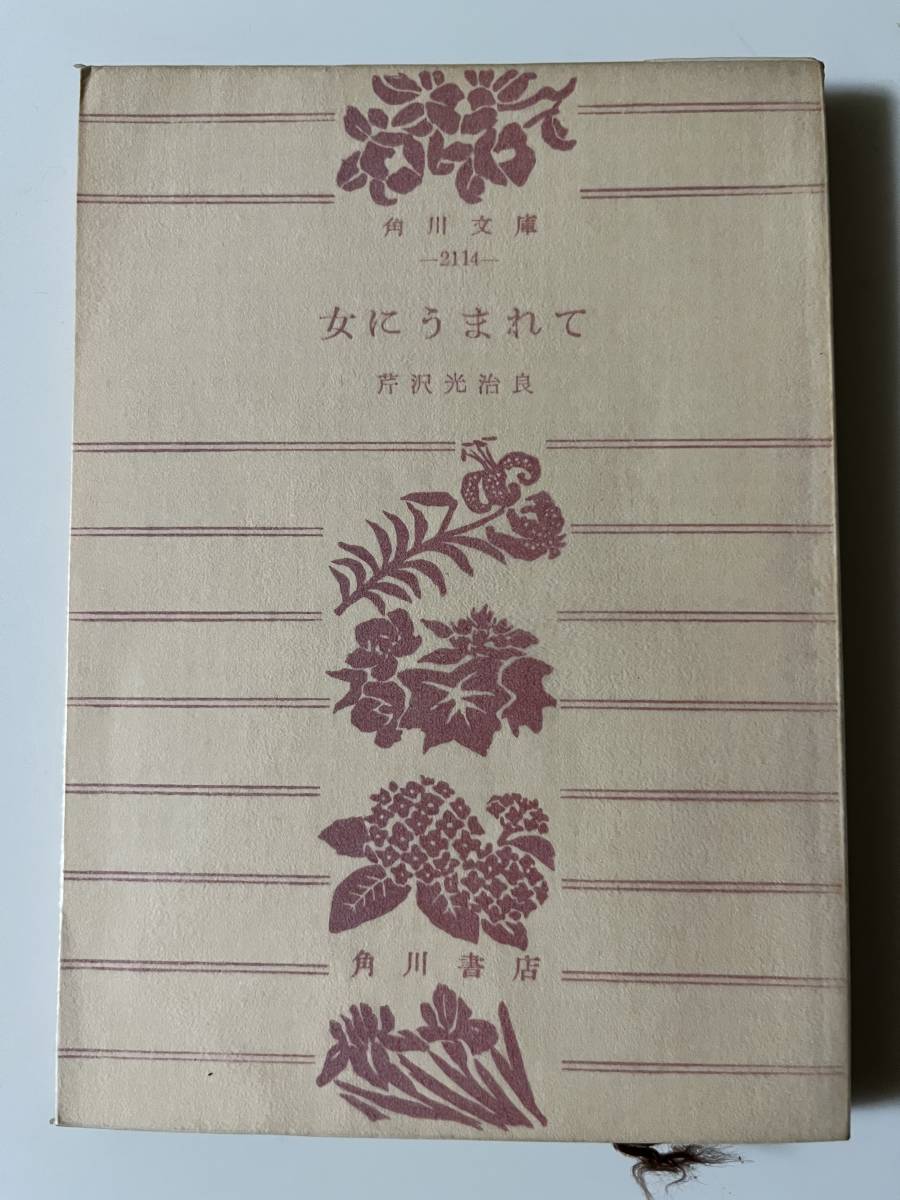 角川文庫
—2114—
女にうまれて
芹沢光治良
角川書店